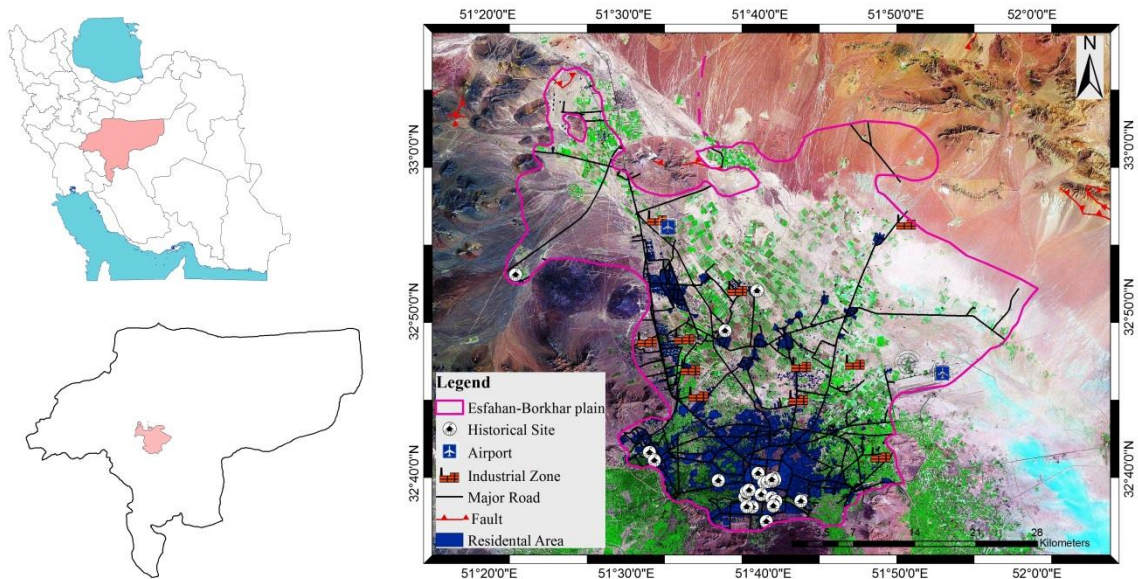 51°20'0"E 51°30'0"E 51°40'0"E 51°50'0"E 52°0'0"E
N
33°0'0"N 33°0'0"N
32°50'0"N 32°50'0"N
32°40'0"N 32°40'0"N
Legend
Esfahan-Borkhar plain
Historical Site
Airport
Industrial Zone
Major Road
Fault
Residental Area
14 21 28
Kilometers
51°20'0"E 51°30'0"E 51°40'0"E 51°50'0"E 52°0'0"E